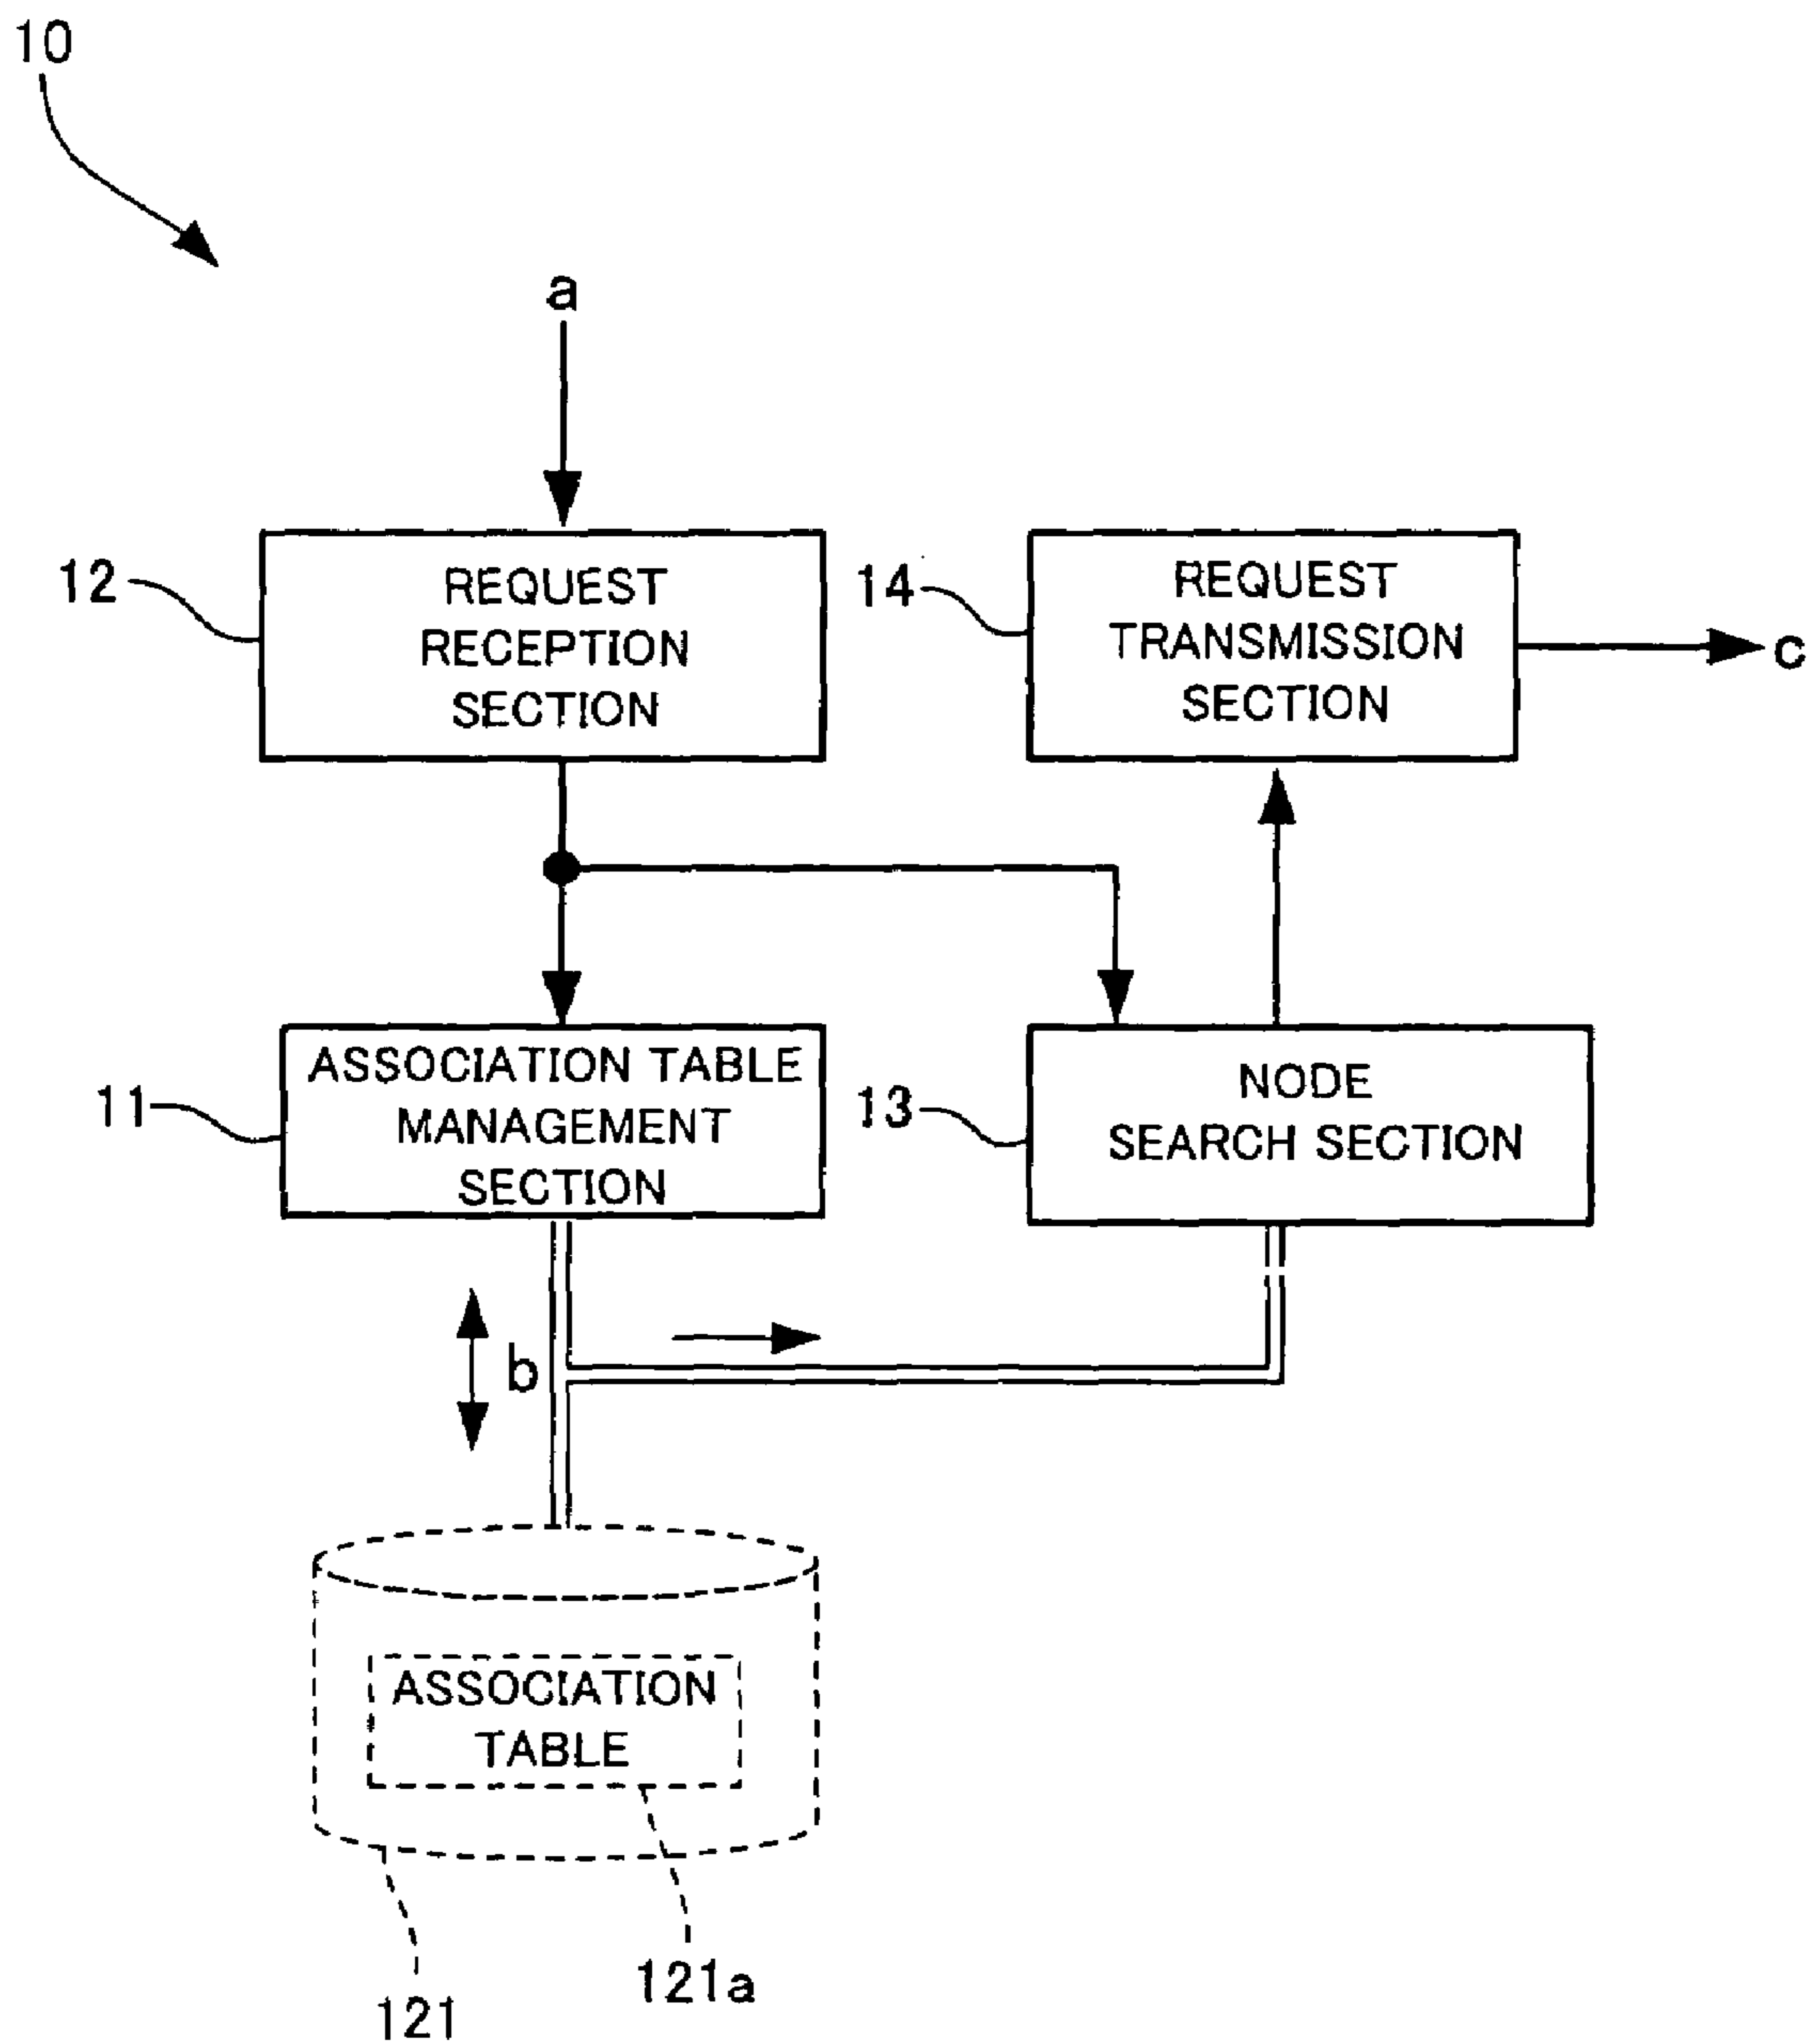 10
a
12
REQUEST
RECEPTION
SECTION
14
REQUEST
TRANSMISSION
SECTION
c
11
ASSOCIATION TABLE
MANAGEMENT
SECTION
13
NODE
SEARCH SECTION
b
ASSOCIATION
TABLE
121a
121